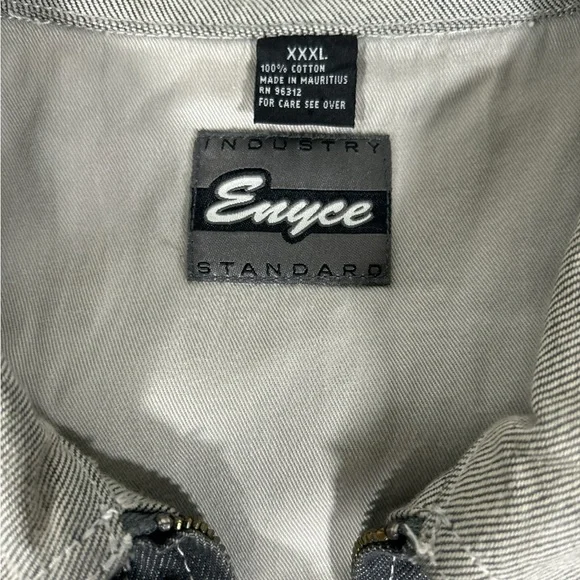 XXXL
100% COTTON
MADE IN MAURITIUS
RN 96312
FOR CARE SEE OVER
INDUSTRY
Enyce
STANDARD